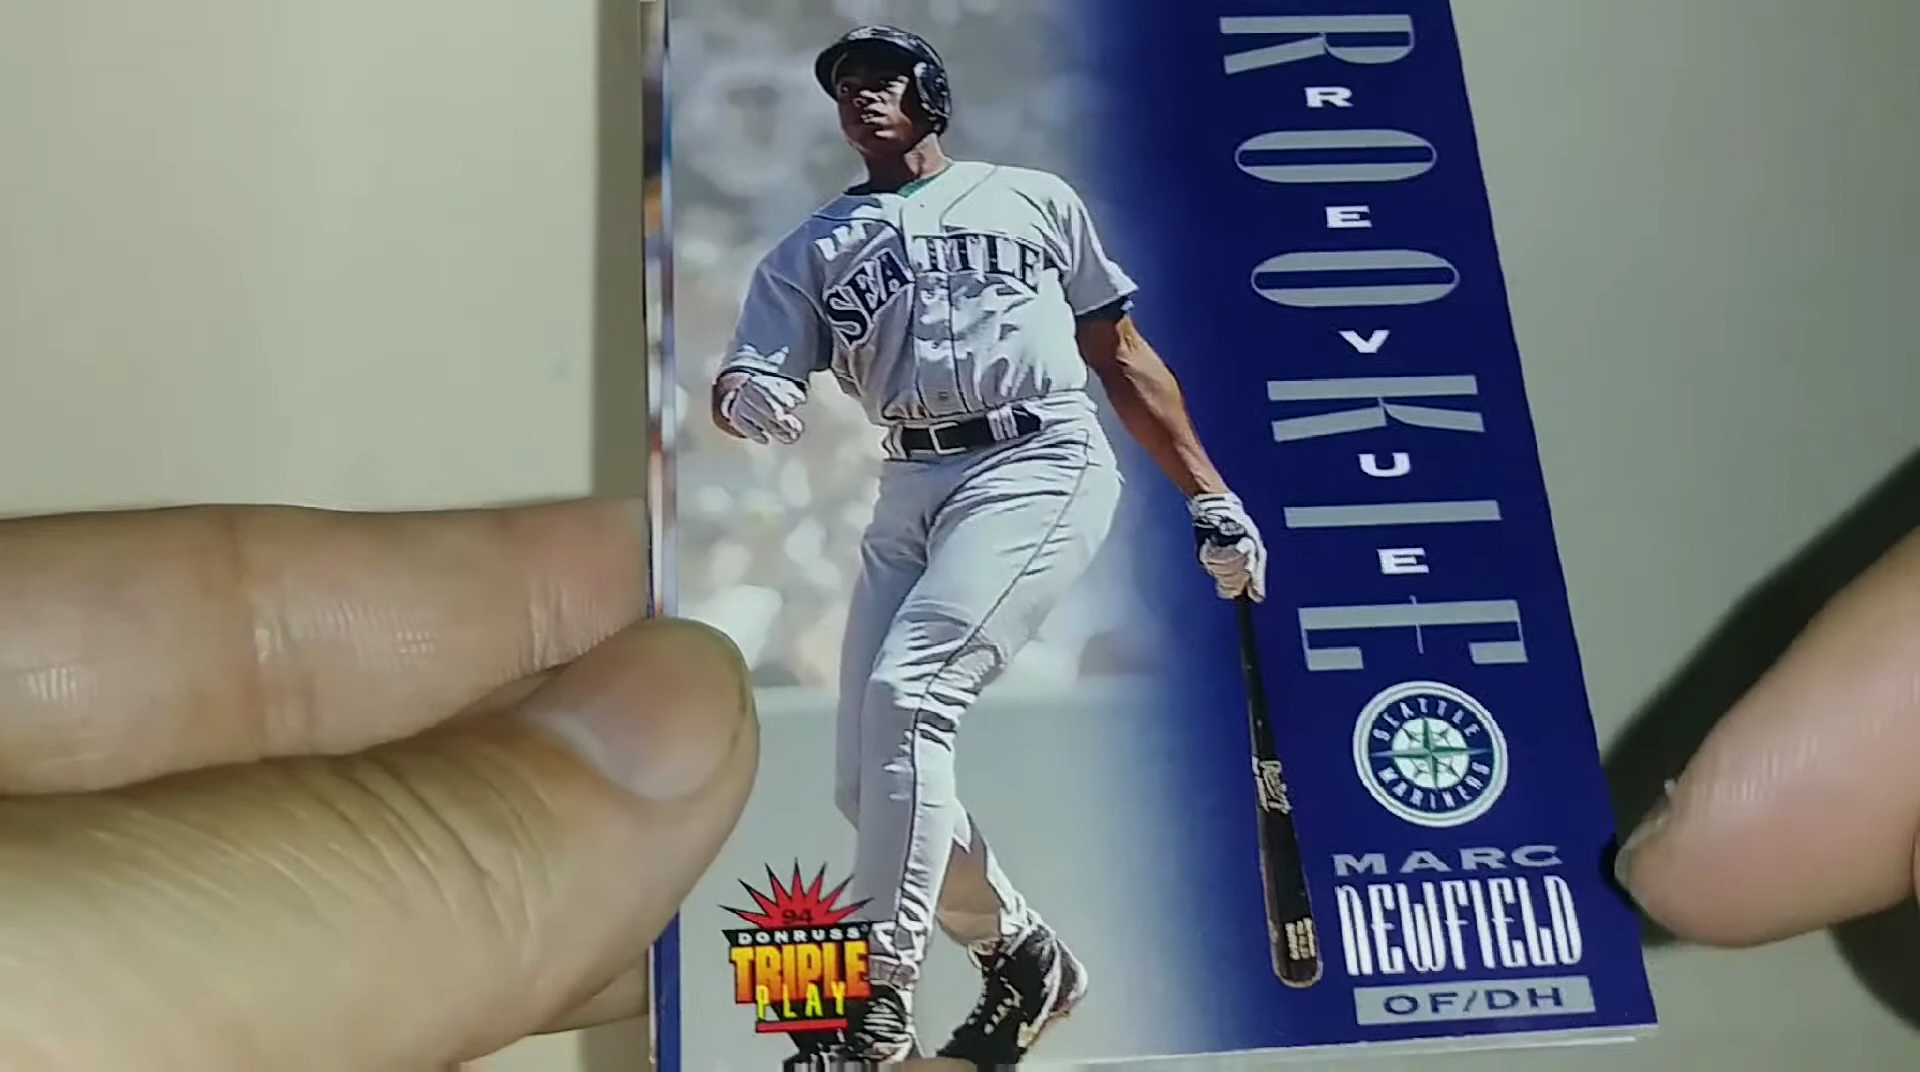 ROOKIE
REVUE
SEATTLE
SEATTLE
MARINERS
MARC
NEWFIELD
OF/DH
94
DONRUSS
TRIPLE
PLAY